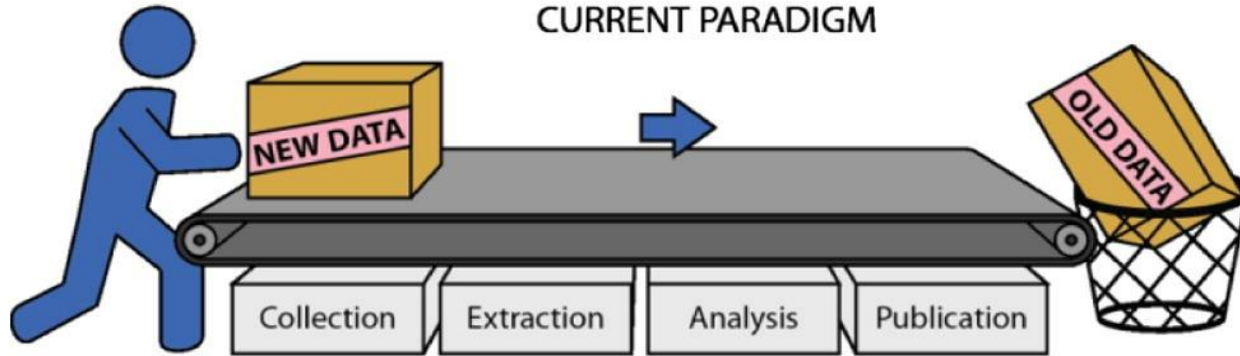 CURRENT PARADIGM
NEW DATA
OLD DATA
Collection
Extraction
Analysis
Publication